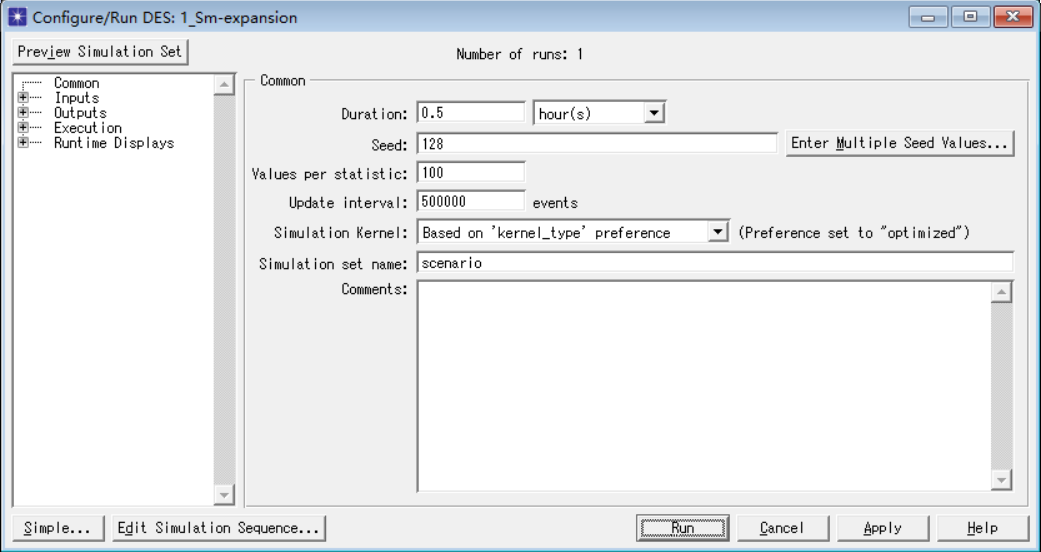 Configure/Run DES: 1_Sm-expansion
Preview Simulation Set
Number of runs: 1
Common
Inputs
Outputs
Execution
Runtime Displays
Common
Duration: 0.5 hour(s)
Seed: 128 Enter Multiple Seed Values...
Values per statistic: 100
Update interval: 500000 events
Simulation Kernel: Based on 'kernel_type' preference (Preference set to "optimized")
Simulation set name: scenario
Comments:
Simple... Edit Simulation Sequence... Run Cancel Apply Help